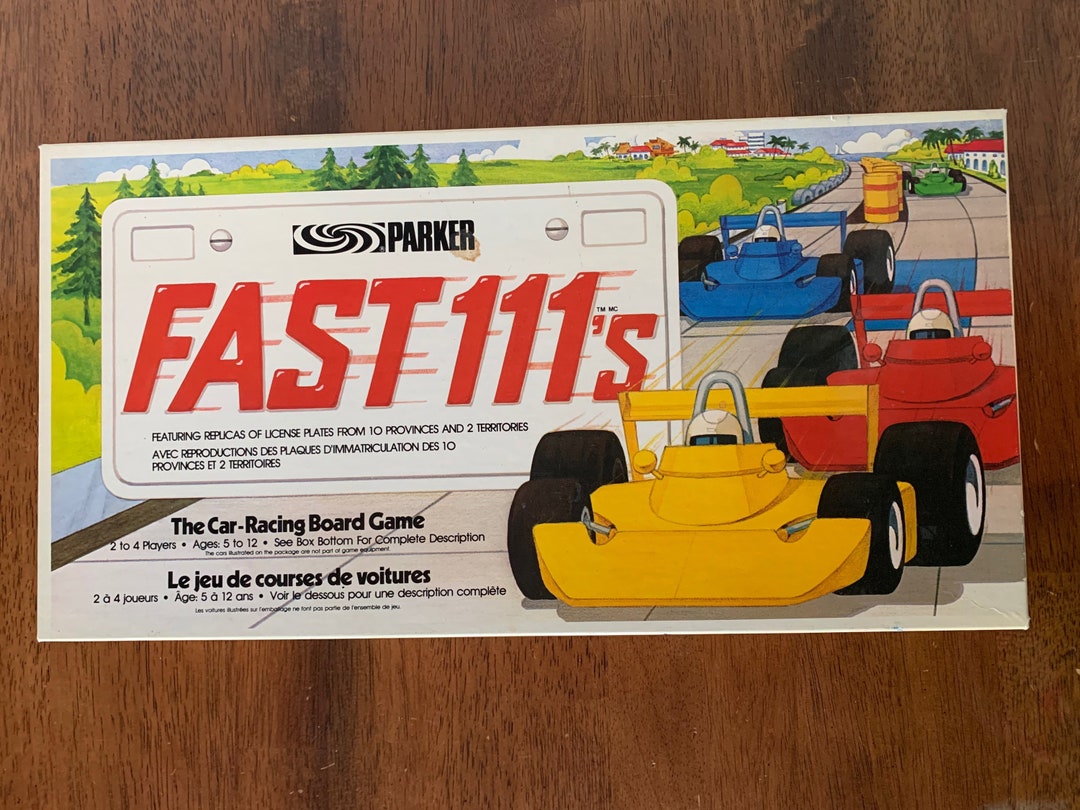 PARKER
FAST 111's
TM MC
FEATURING REPLICAS OF LICENSE PLATES FROM 10 PROVINCES AND 2 TERRITORIES
AVEC REPRODUCTIONS DES PLAQUES D'IMMATRICULATION DES 10
PROVINCES ET 2 TERRITOIRES
The Car-Racing Board Game
2 to 4 Players • Ages: 5 to 12 • See Box Bottom For Complete Description
The cars illustrated on the package are not part of game equipment.
Le jeu de courses de voitures
2 à 4 joueurs • Âge: 5 à 12 ans • Voir le dessous pour une description complète
Les voitures illustrées sur l'emballage ne font pas partie de l'ensemble de jeu.